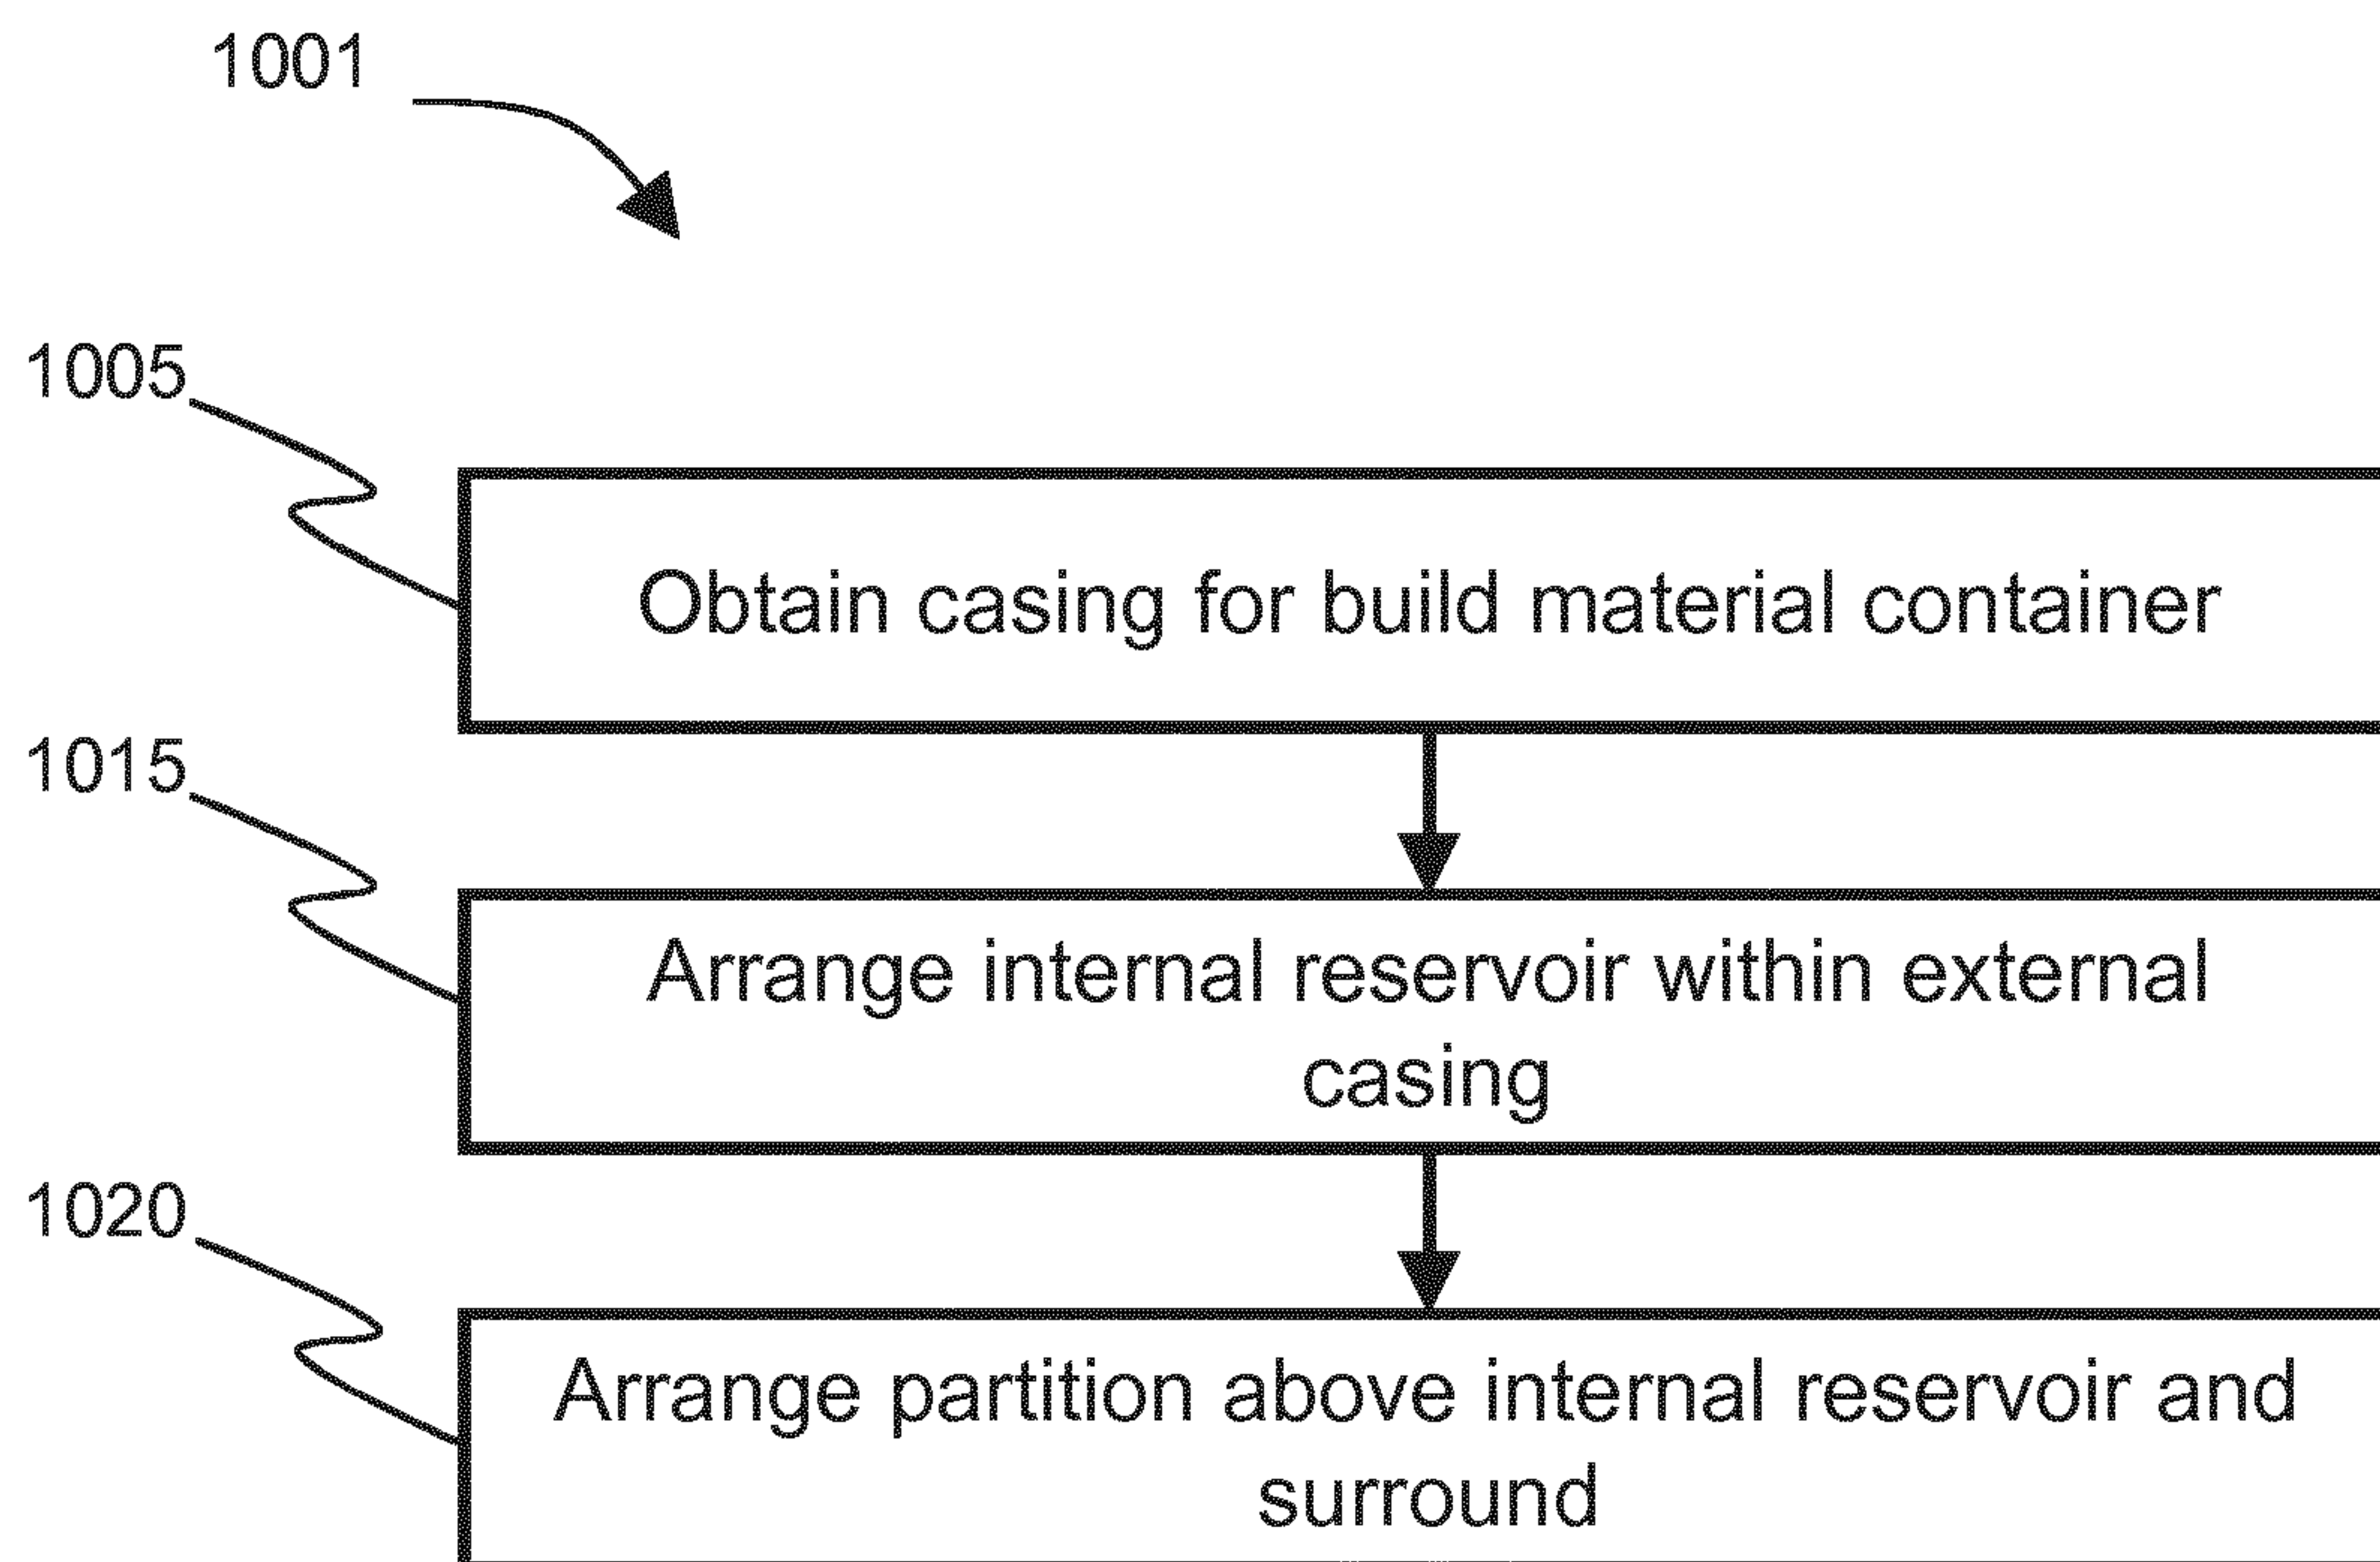 1001
1005
Obtain casing for build material container
1015
Arrange internal reservoir within external
casing
1020
Arrange partition above internal reservoir and
surround